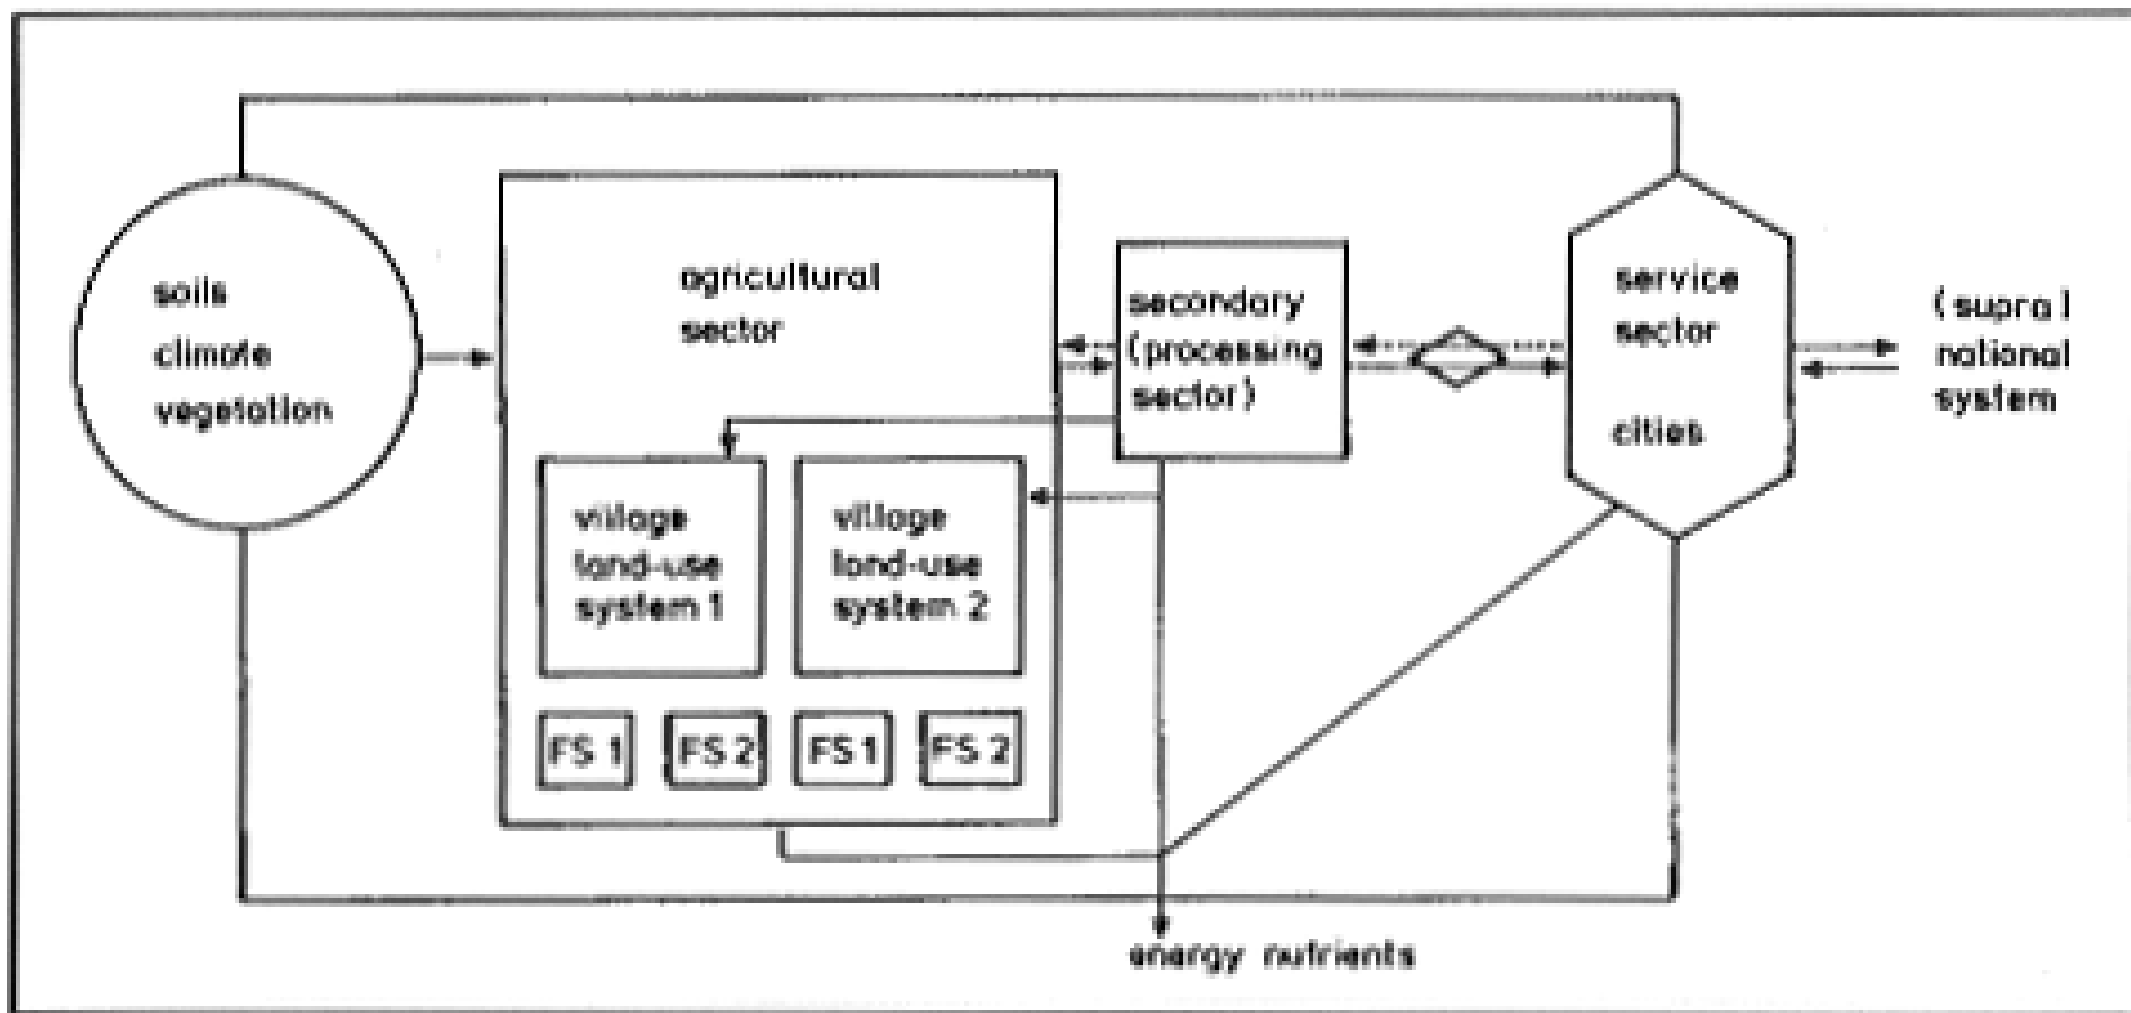 soils
climate
vegetation
agricultural
sector
village
land-use
system 1
village
land-use
system 2
FS 1
FS 2
FS 1
FS 2
secondary
(processing
sector)
service
sector
cities
(supra)
national
system
energy nutrients